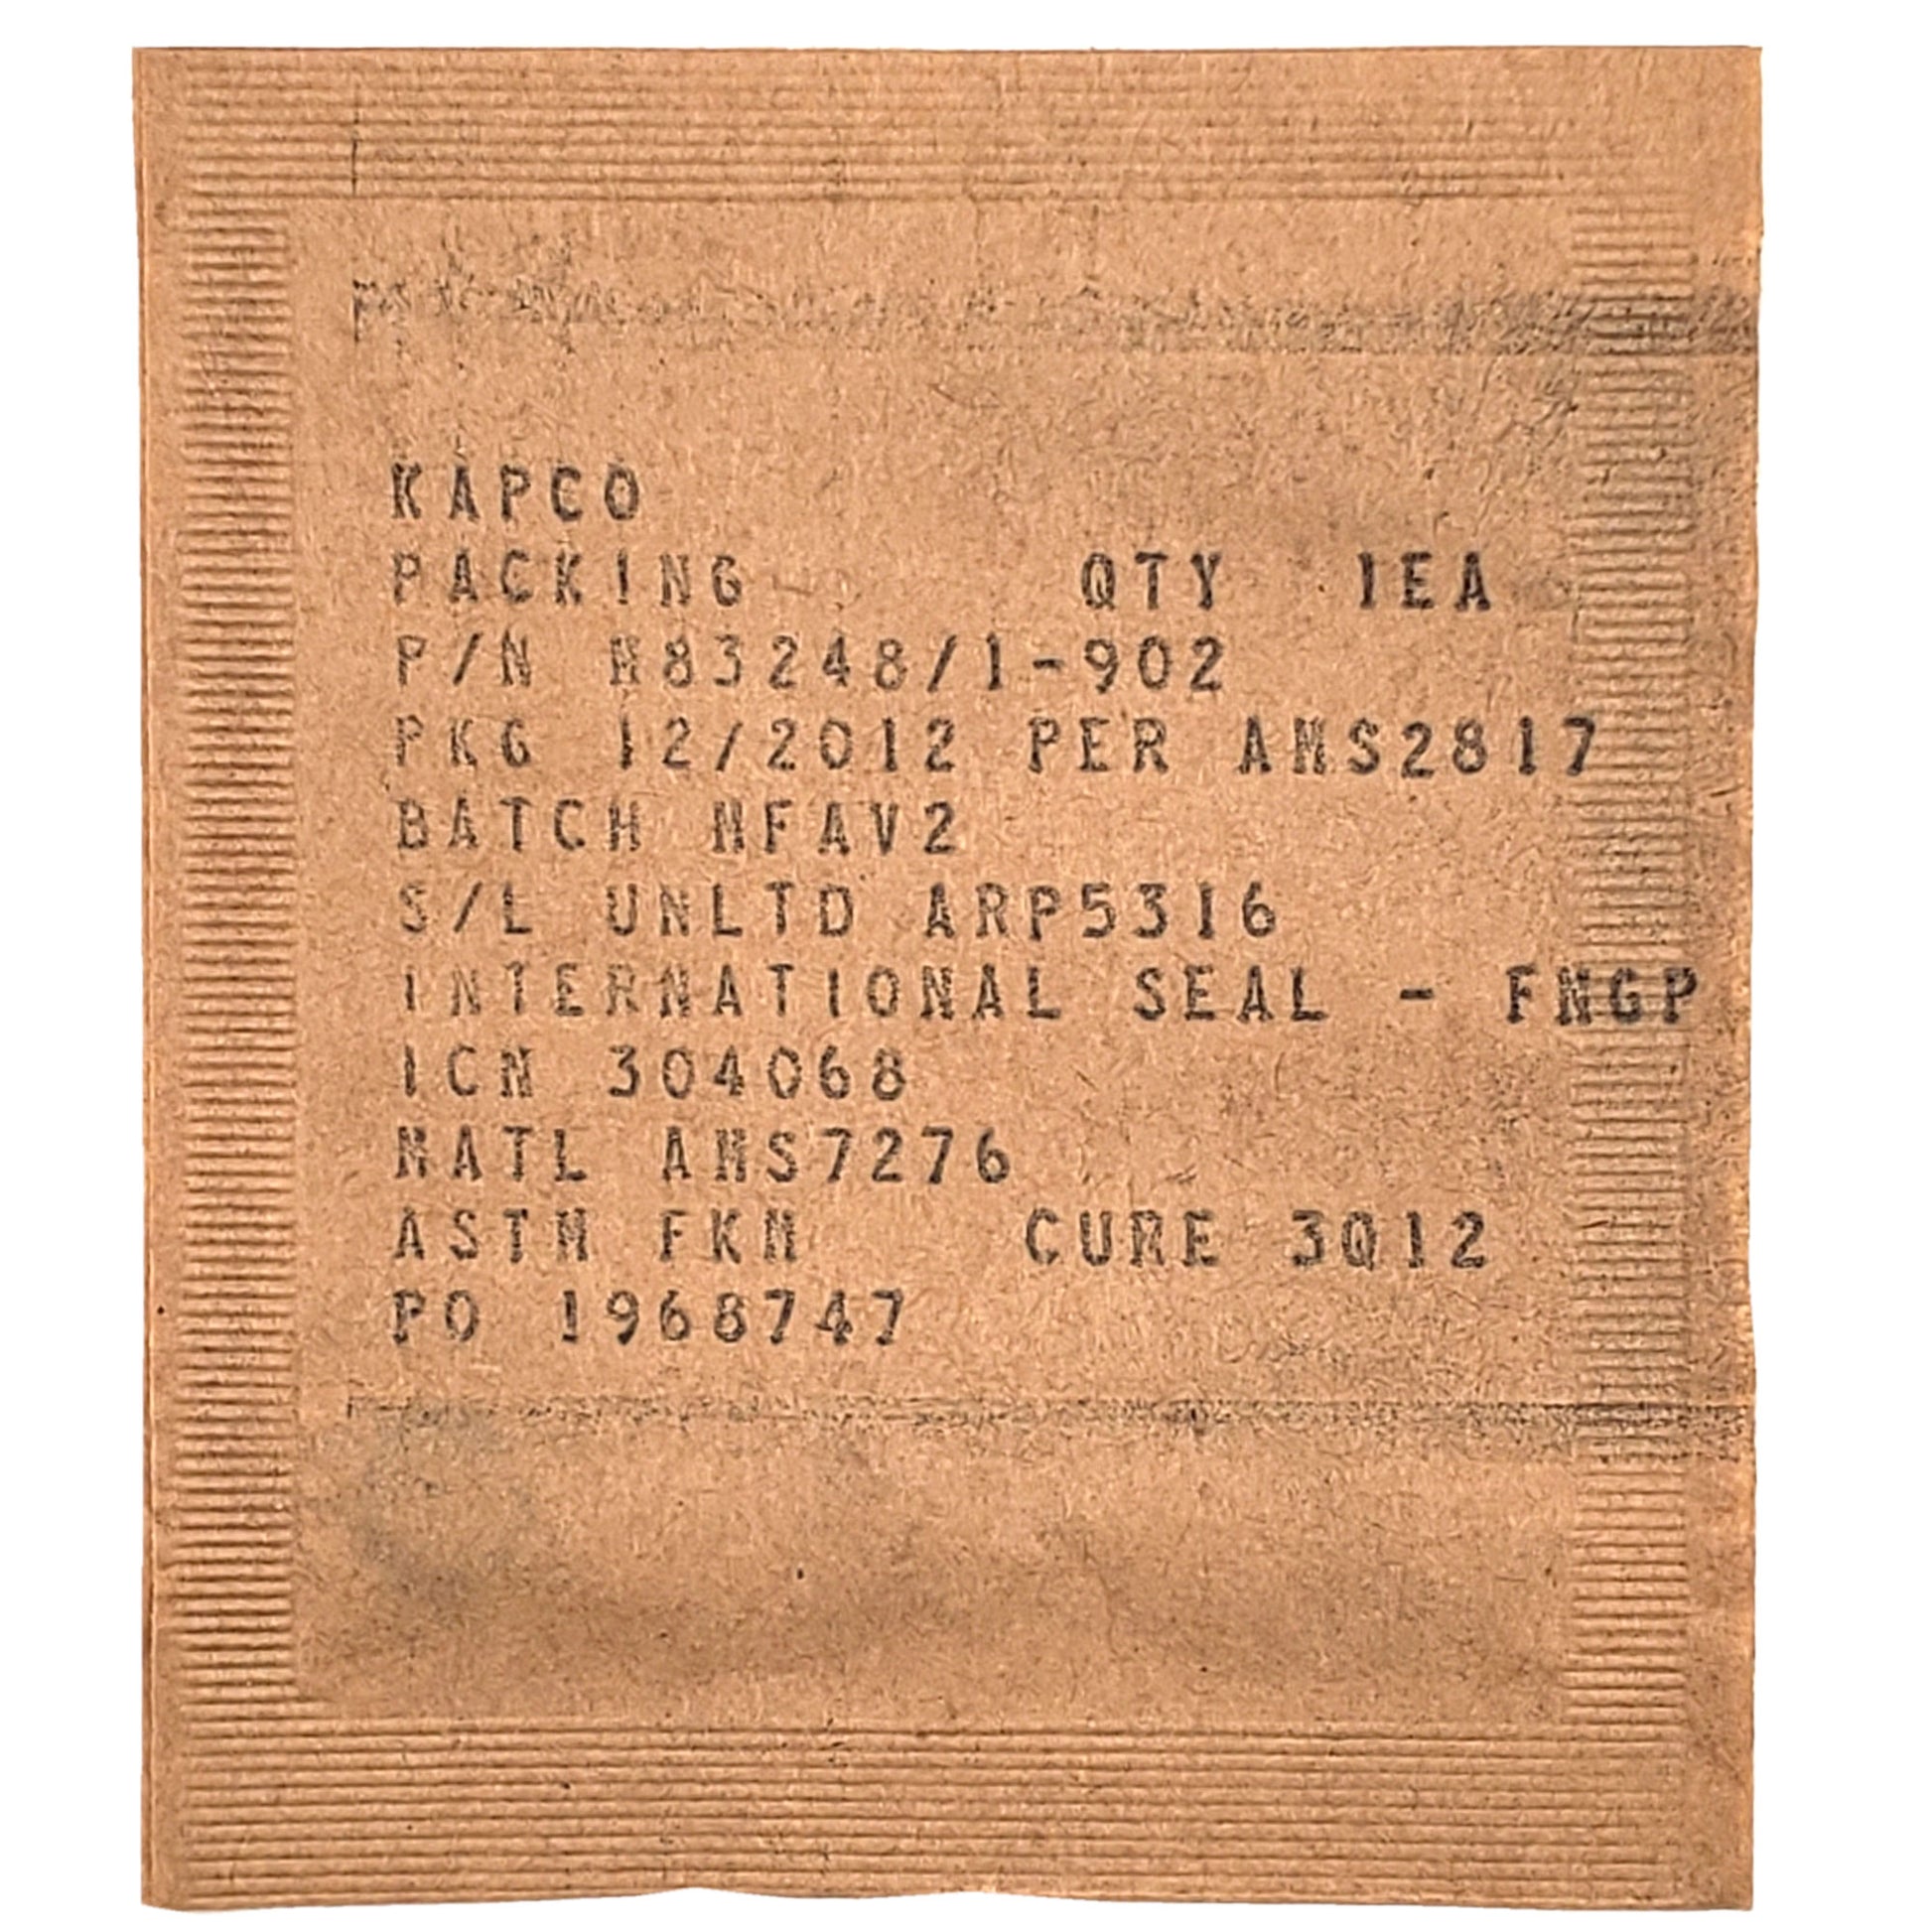 KAPCO
PACKING QTY 1EA
P/N M83248/1-902
PKG 12/2012 PER AMS2817
BATCH NFAV2
S/L UNLTD ARP5316
INTERNATIONAL SEAL - FNGP
ICN 304068
MATL AMS7276
ASTM FKM CURE 3Q12
PO 1968747